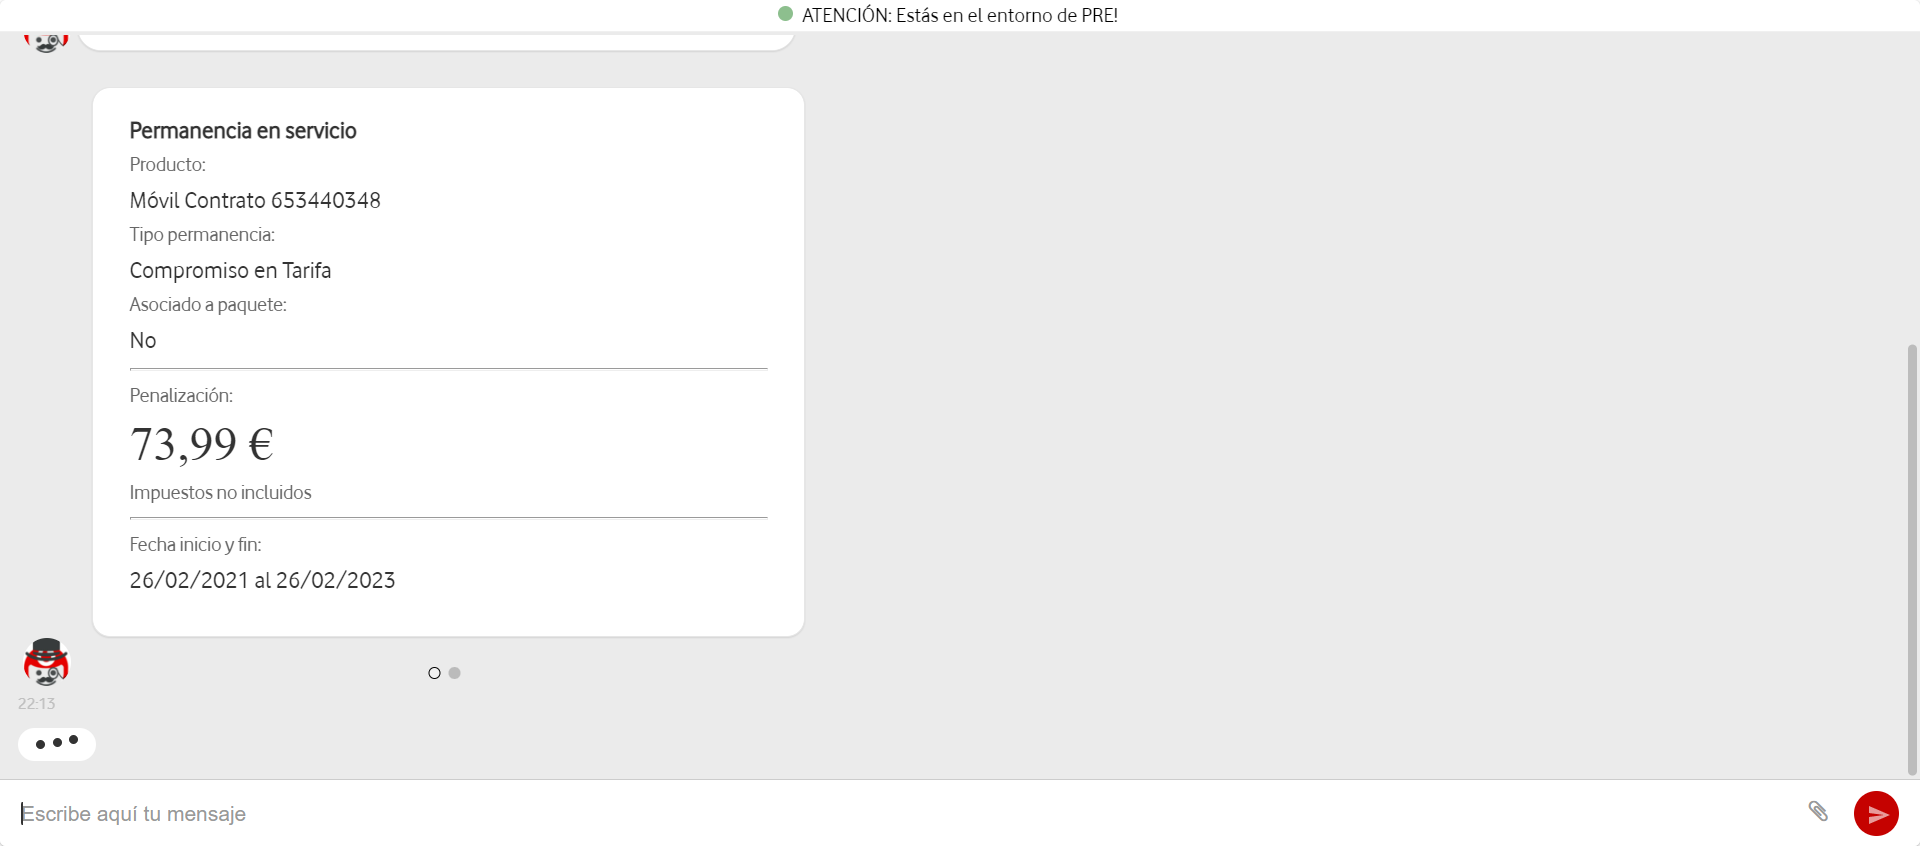 ATENCIÓN: Estás en el entorno de PRE!
Permanencia en servicio
Producto:
Móvil Contrato 653440348
Tipo permanencia:
Compromiso en Tarifa
Asociado a paquete:
No
Penalización:
73,99 €
Impuestos no incluidos
Fecha inicio y fin:
26/02/2021 al 26/02/2023
22:13
Escribe aquí tu mensaje